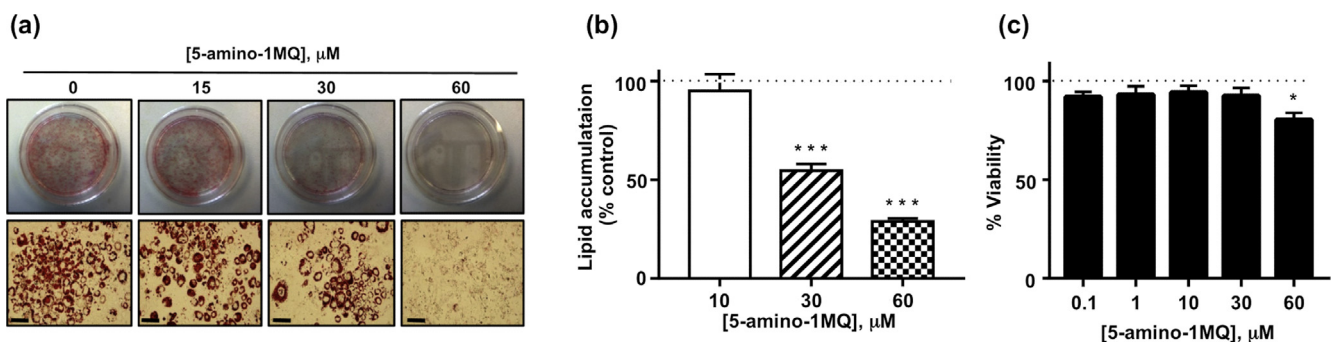 (a)
[5-amino-1MQ], μM
0 15 30 60
(b)
Lipid accumulataion
(% control)
100
50
0
***
***
10 30 60
[5-amino-1MQ], μM
(c)
% Viability
100
50
0
*
0.1 1 10 30 60
[5-amino-1MQ], μM